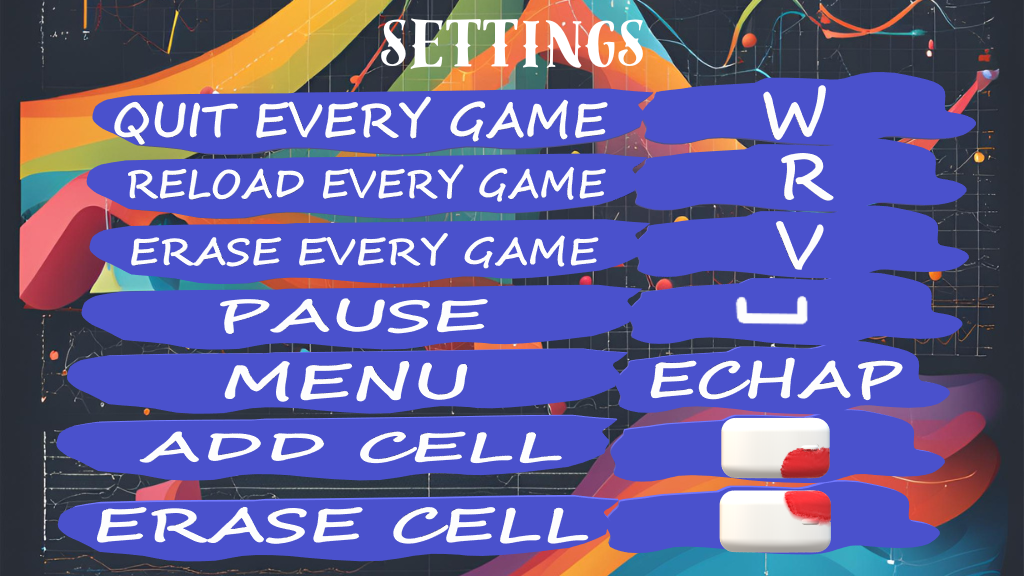 SETTINGS
QUIT EVERY GAME W
RELOAD EVERY GAME R
ERASE EVERY GAME V
PAUSE
MENU ECHAP
ADD CELL
ERASE CELL